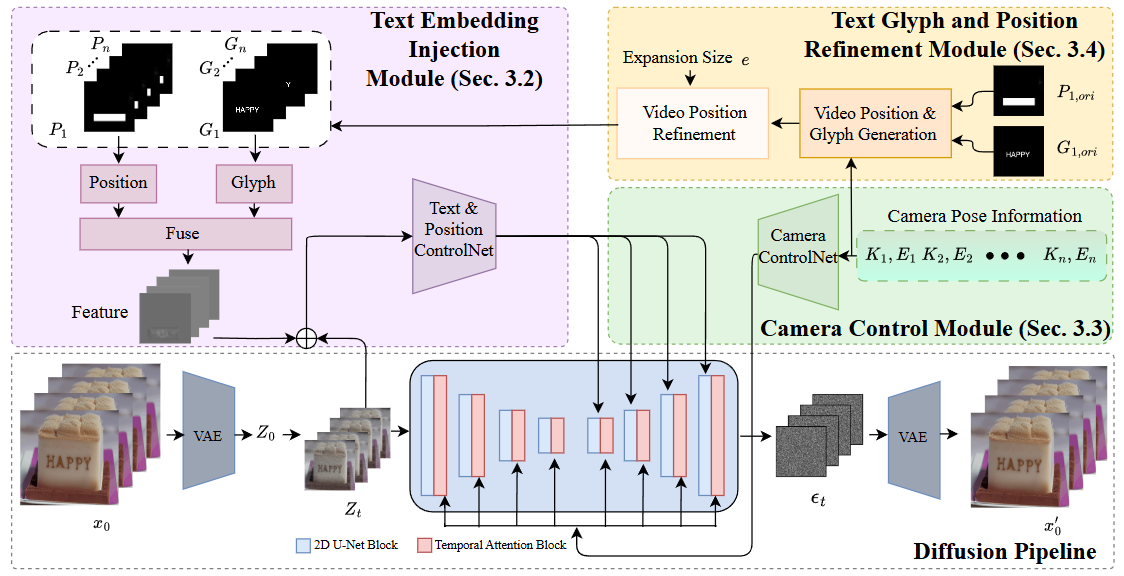 Text Embedding
Injection
Module (Sec. 3.2)
P_n
P_2
P_1
G_n
G_2
G_1
HAPPY
Y
Position
Glyph
Fuse
Feature
Text &
Position
ControlNet
Text Glyph and Position
Refinement Module (Sec. 3.4)
Expansion Size e
Video Position
Refinement
Video Position &
Glyph Generation
P_{1,ori}
HAPPY
G_{1,ori}
Camera
ControlNet
Camera Pose Information
K_1, E_1 K_2, E_2 ● ● ● K_n, E_n
Camera Control Module (Sec. 3.3)
HAPPY
x_0
VAE
Z_0
HAPPY
Z_t
2D U-Net Block
Temporal Attention Block
ϵ_t
VAE
HAPPY
x'_0
Diffusion Pipeline